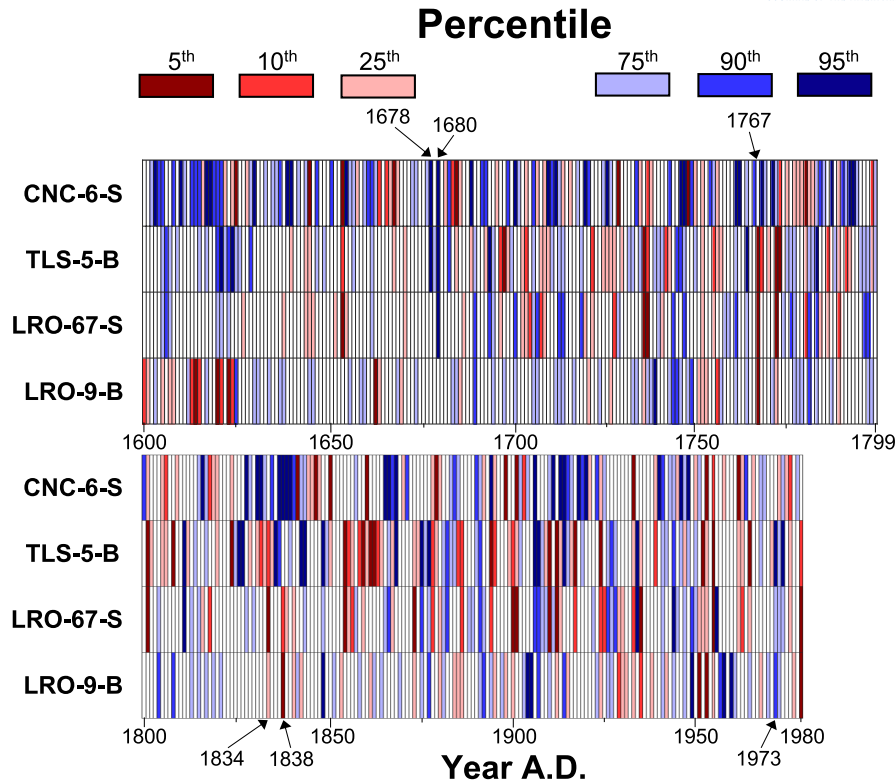 Percentile
5th 10th 25th 75th 90th 95th
1678 1680 1767
CNC-6-S
TLS-5-B
LRO-67-S
LRO-9-B
1600 1650 1700 1750 1799
CNC-6-S
TLS-5-B
LRO-67-S
LRO-9-B
1800 1850 1900 1950 1980
1834 1838 1973
Year A.D.